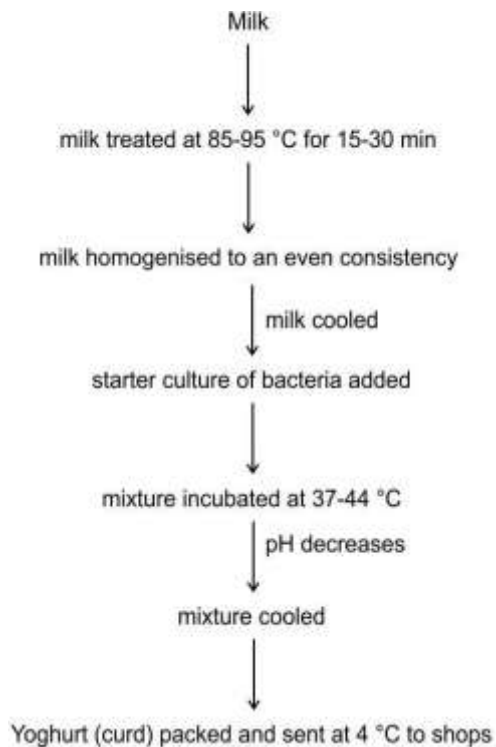 Milk
milk treated at 85-95 °C for 15-30 min
milk homogenised to an even consistency
milk cooled
starter culture of bacteria added
mixture incubated at 37-44 °C
pH decreases
mixture cooled
Yoghurt (curd) packed and sent at 4 °C to shops